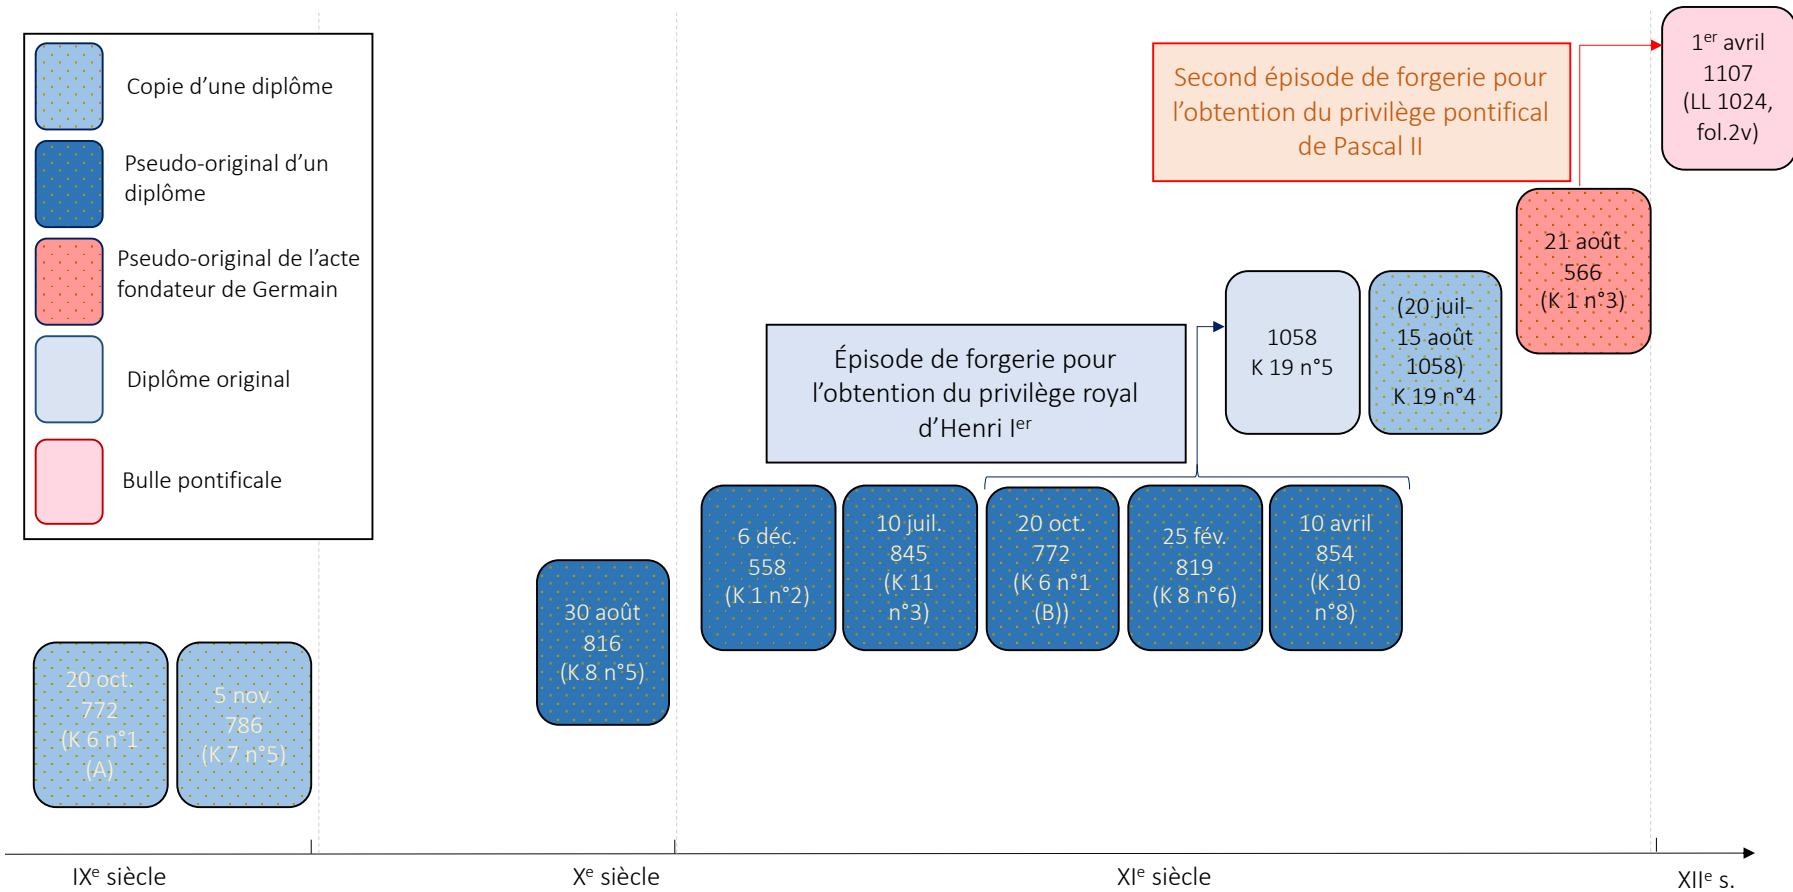 Copie d’une diplôme
Pseudo-original d’un
diplôme
Pseudo-original de l’acte
fondateur de Germain
Diplôme original
Bulle pontificale
Second épisode de forgerie pour
l’obtention du privilège pontifical
de Pascal II
1er avril
1107
(LL 1024,
fol.2v)
21 août
566
(K 1 n°3)
Épisode de forgerie pour
l’obtention du privilège royal
d’Henri Ier
1058
K 19 n°5
(20 juil-
15 août
1058)
K 19 n°4
6 déc.
558
(K 1 n°2)
10 juil.
845
(K 11
n°3)
20 oct.
772
(K 6 n°1
(B))
25 fév.
819
(K 8 n°6)
10 avril
854
(K 10
n°8)
30 août
816
(K 8 n°5)
20 oct.
772
(K 6 n°1
(A)
5 nov.
786
(K 7 n°5)
IXe siècle
Xe siècle
XIe siècle
XIIe s.